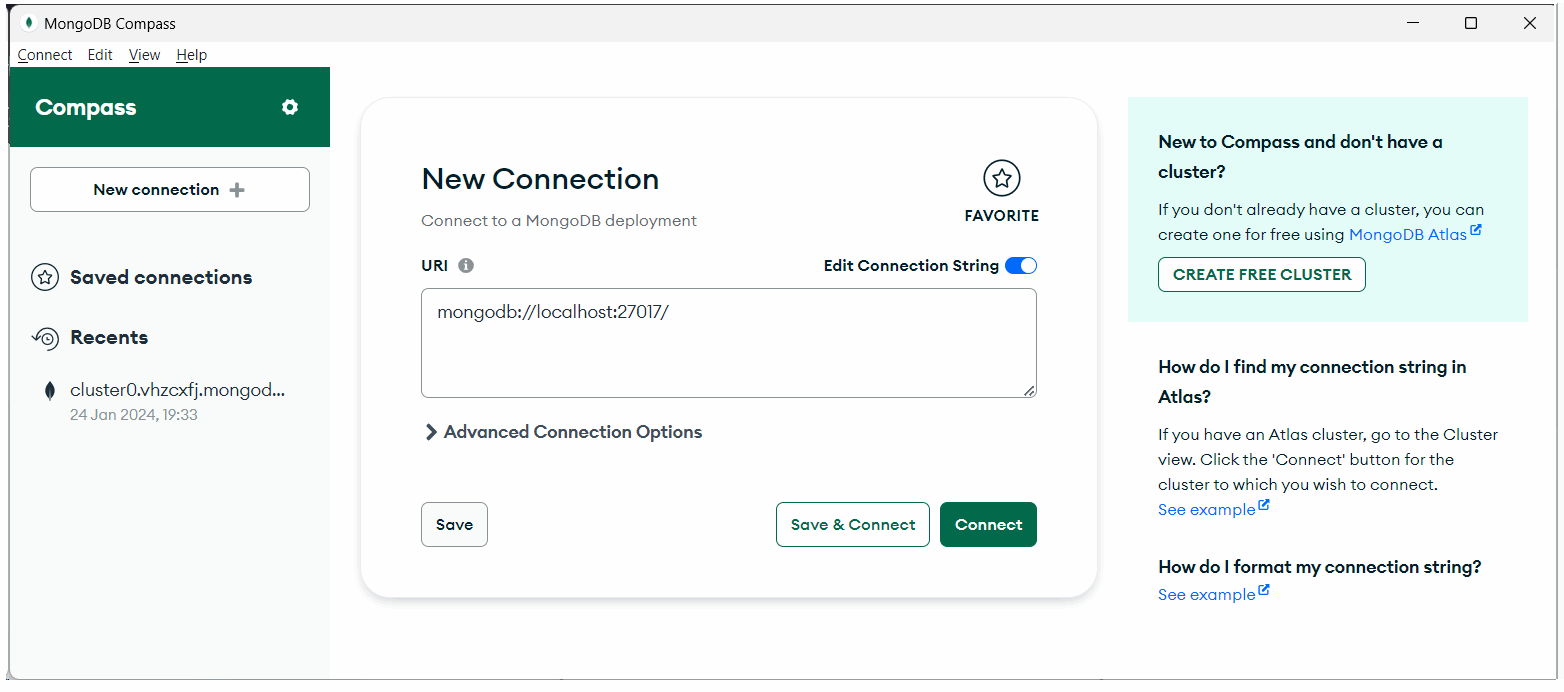 MongoDB Compass
Connect Edit View Help
Compass
New connection
Saved connections
Recents
cluster0.vhzcxfj.mongod...
24 Jan 2024, 19:33
New Connection
Connect to a MongoDB deployment
FAVORITE
URI
Edit Connection String
mongodb://localhost:27017/
Advanced Connection Options
Save
Save & Connect
Connect
New to Compass and don't have a
cluster?
If you don't already have a cluster, you can
create one for free using MongoDB Atlas
CREATE FREE CLUSTER
How do I find my connection string in
Atlas?
If you have an Atlas cluster, go to the Cluster
view. Click the 'Connect' button for the
cluster to which you wish to connect.
See example
How do I format my connection string?
See example